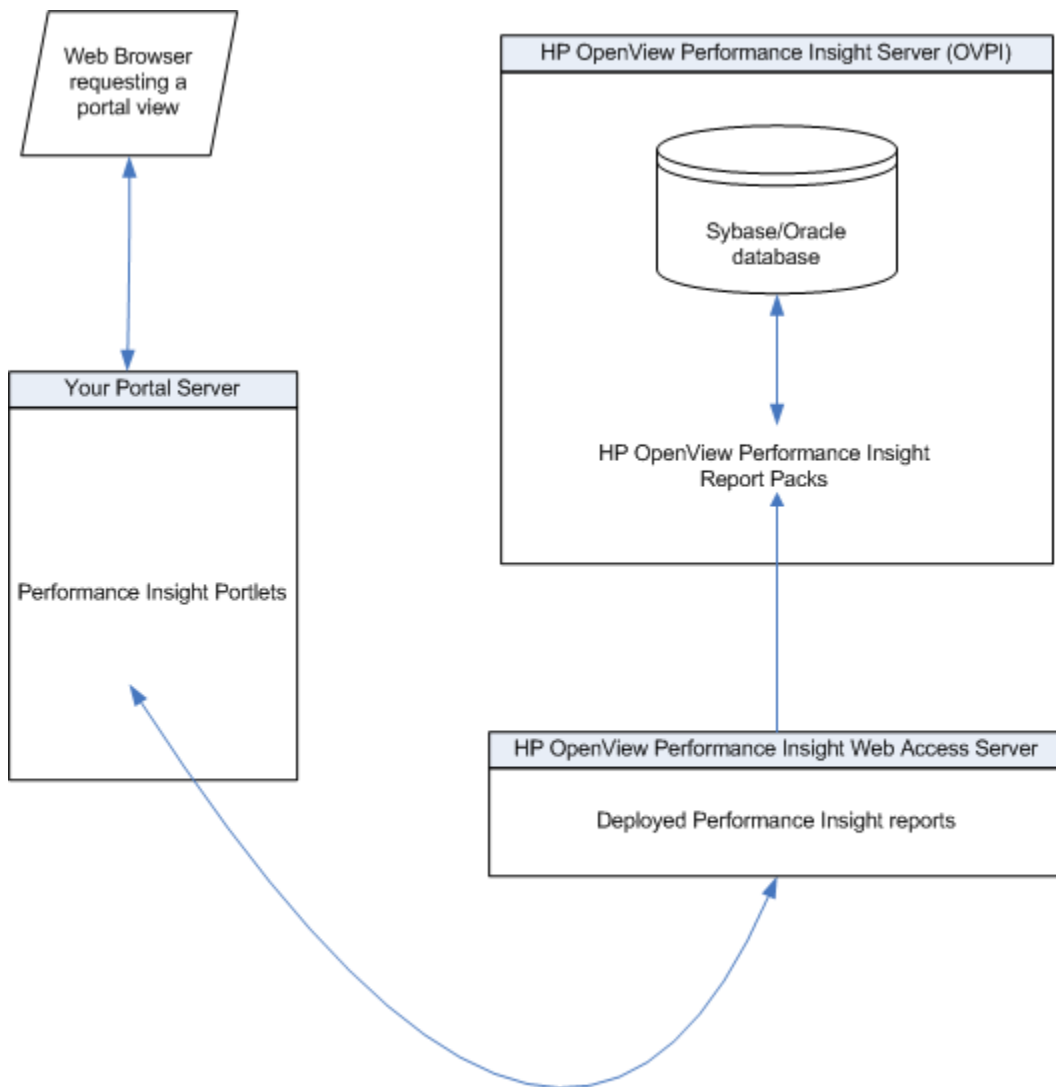 Web Browser
requesting a
portal view
HP OpenView Performance Insight Server (OVPI)
Sybase/Oracle
database
HP OpenView Performance Insight
Report Packs
Your Portal Server
Performance Insight Portlets
HP OpenView Performance Insight Web Access Server
Deployed Performance Insight reports